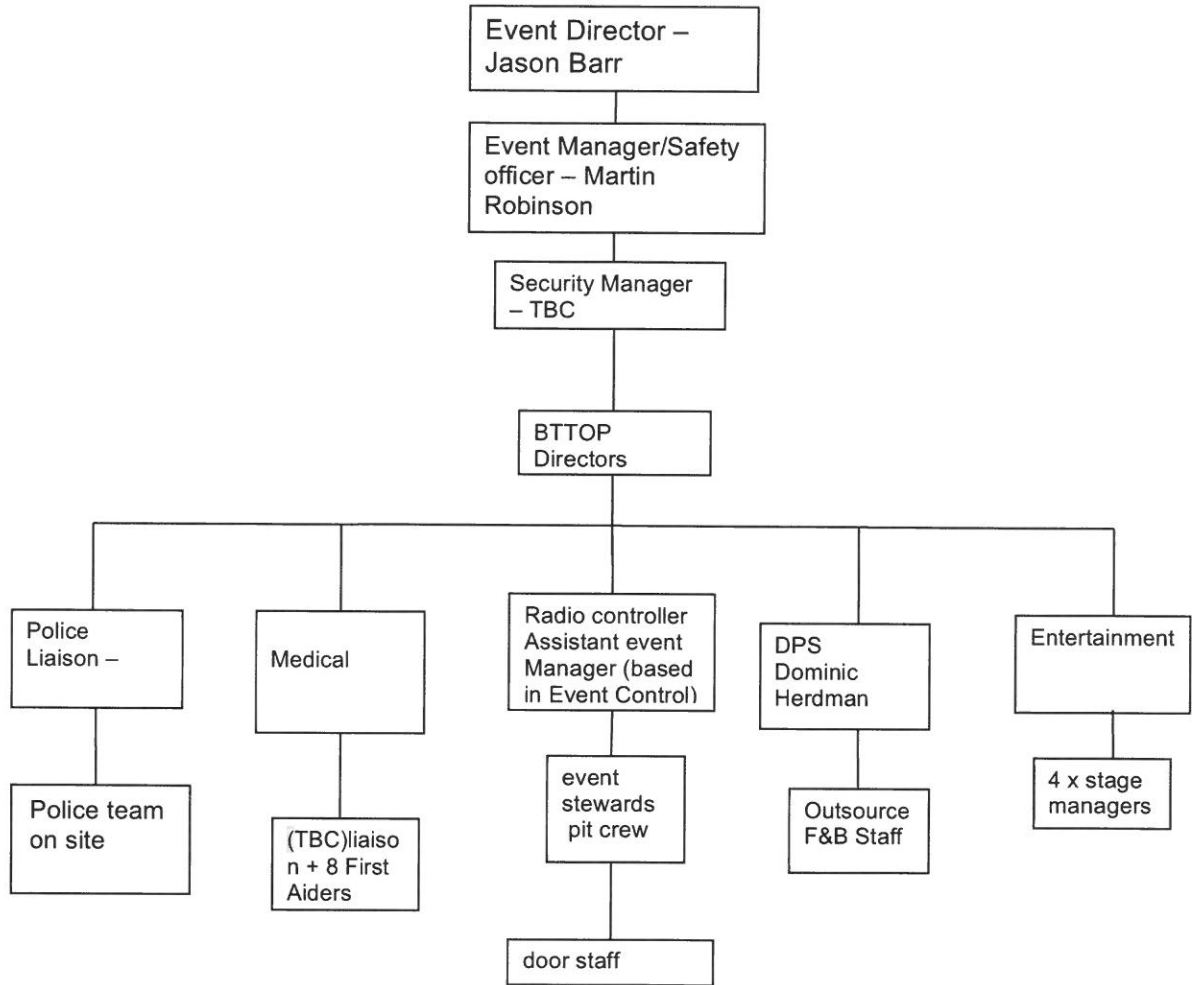 Event Director –
Jason Barr
Event Manager/Safety
officer – Martin
Robinson
Security Manager
– TBC
BTTOP
Directors
Police
Liaison –
Medical
Radio controller
Assistant event
Manager (based
in Event Control)
DPS
Dominic
Herdman
Entertainment
Police team
on site
(TBC)liaiso
n + 8 First
Aiders
event
stewards
pit crew
Outsource
F&B Staff
4 x stage
managers
door staff